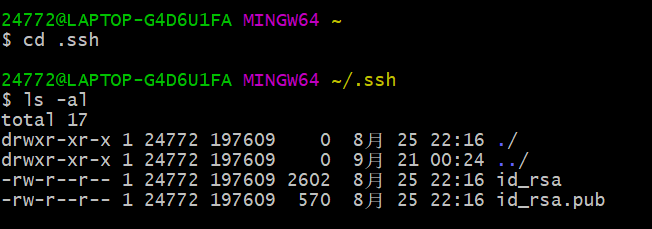 24772@LAPTOP-G4D6U1FA MINGW64 ~
$ cd .ssh
24772@LAPTOP-G4D6U1FA MINGW64 ~/.ssh
$ ls -al
total 17
drwxr-xr-x 1 24772 197609    0  8月 25 22:16 ./
drwxr-xr-x 1 24772 197609    0  9月 21 00:24 ../
-rw-r--r-- 1 24772 197609 2602  8月 25 22:16 id_rsa
-rw-r--r-- 1 24772 197609  570  8月 25 22:16 id_rsa.pub